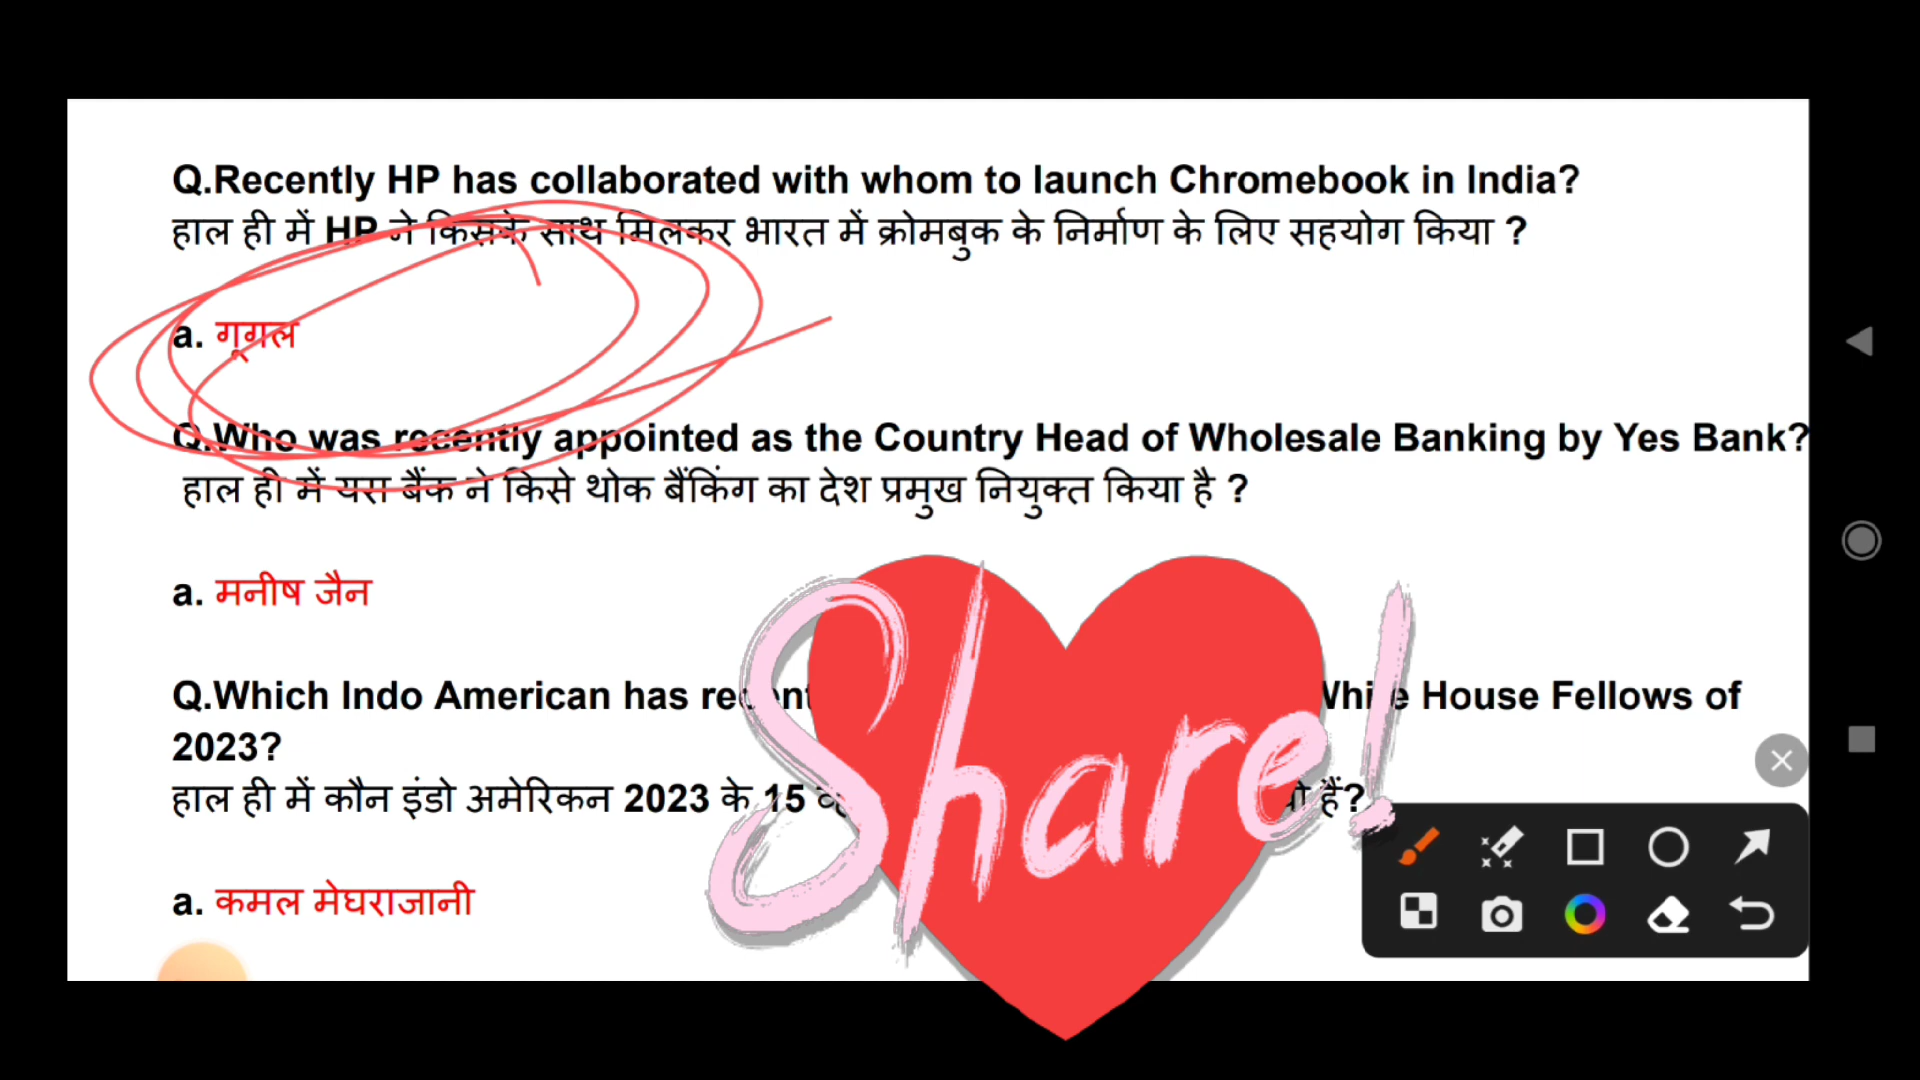 Q.Recently HP has collaborated with whom to launch Chromebook in India?
हाल ही में HP ने किसके साथ मिलकर भारत में क्रोमबुक के निर्माण के लिए सहयोग किया ?
a. गूगल
Q.Who was recently appointed as the Country Head of Wholesale Banking by Yes Bank?
हाल ही में यस बैंक ने किसे थोक बैंकिंग का देश प्रमुख नियुक्त किया है ?
a. मनीष जैन
Q.Which Indo American has White House Fellows of
2023?
हाल ही में कौन इंडो अमेरिकन 2023 के 15 हैं?
a. कमल मेघराजानी
Share!